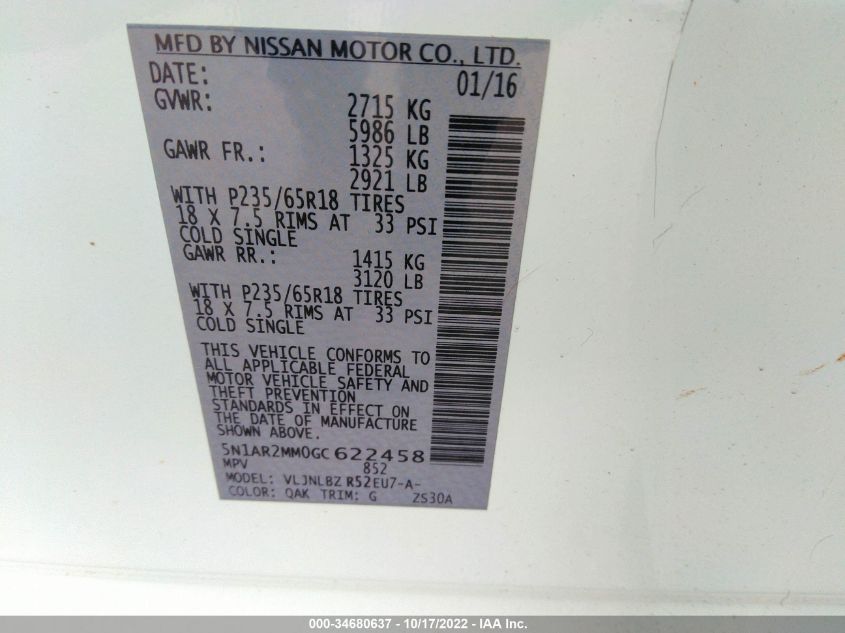 MFD BY NISSAN MOTOR CO., LTD.
DATE: 01/16
GVWR: 2715 KG
5986 LB
GAWR FR.: 1325 KG
2921 LB
WITH P235/65R18 TIRES
18 X 7.5 RIMS AT 33 PSI
COLD SINGLE
GAWR RR.: 1415 KG
3120 LB
WITH P235/65R18 TIRES
18 X 7.5 RIMS AT 33 PSI
COLD SINGLE
THIS VEHICLE CONFORMS TO
ALL APPLICABLE FEDERAL
MOTOR VEHICLE SAFETY AND
THEFT PREVENTION
STANDARDS IN EFFECT ON
THE DATE OF MANUFACTURE
SHOWN ABOVE.
5N1AR2MM0GC622458
MPV 852
MODEL: VLJNLBZ R52EU7-A-
COLOR: QAK TRIM: G ZS30A
000-34680637 - 10/17/2022 - IAA Inc.